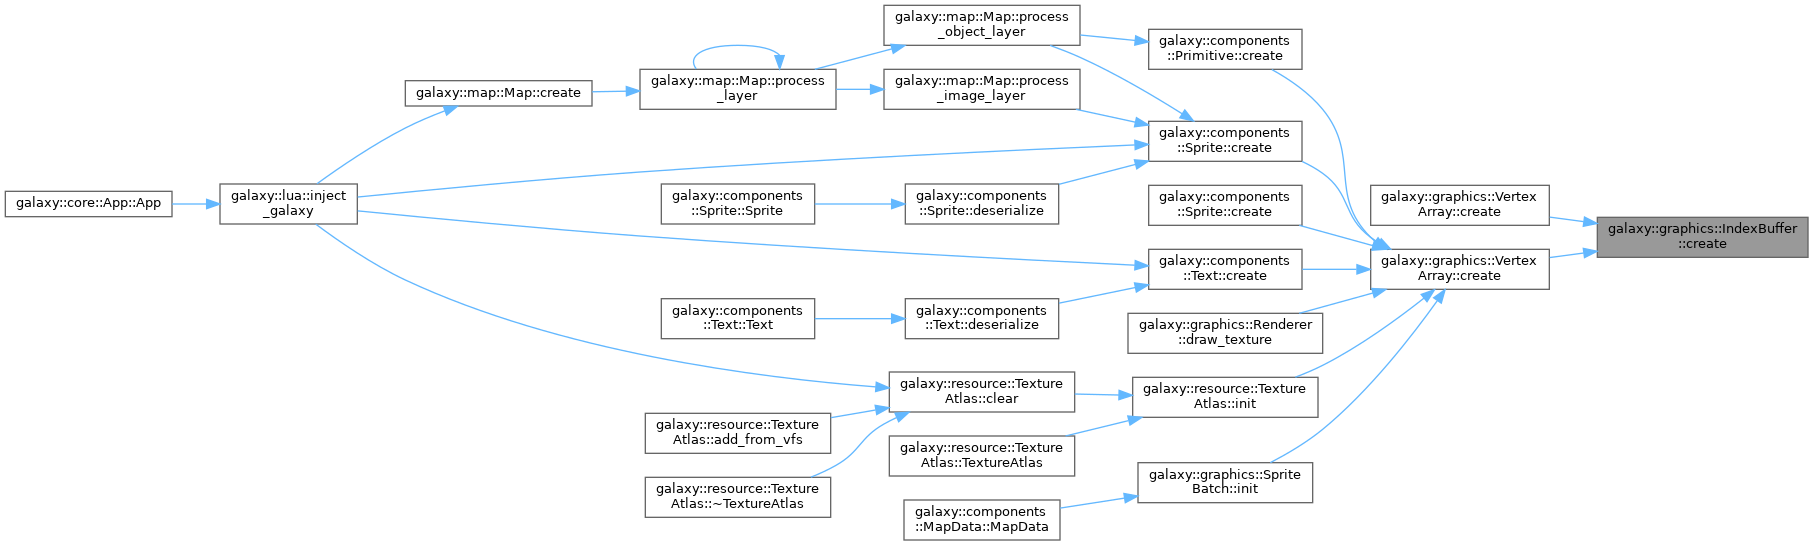 galaxy::core::App::App
galaxy::lua::inject
_galaxy
galaxy::map::Map::create
galaxy::map::Map::process
_layer
galaxy::map::Map::process
_object_layer
galaxy::map::Map::process
_image_layer
galaxy::components
::Primitive::create
galaxy::components
::Sprite::create
galaxy::components
::Sprite::Sprite
galaxy::components
::Sprite::deserialize
galaxy::components
::Sprite::create
galaxy::graphics::Vertex
Array::create
galaxy::graphics::IndexBuffer
::create
galaxy::components
::Text::create
galaxy::graphics::Vertex
Array::create
galaxy::components
::Text::Text
galaxy::components
::Text::deserialize
galaxy::graphics::Renderer
::draw_texture
galaxy::resource::Texture
Atlas::clear
galaxy::resource::Texture
Atlas::init
galaxy::resource::Texture
Atlas::add_from_vfs
galaxy::resource::Texture
Atlas::TextureAtlas
galaxy::resource::Texture
Atlas::~TextureAtlas
galaxy::graphics::Sprite
Batch::init
galaxy::components
::MapData::MapData